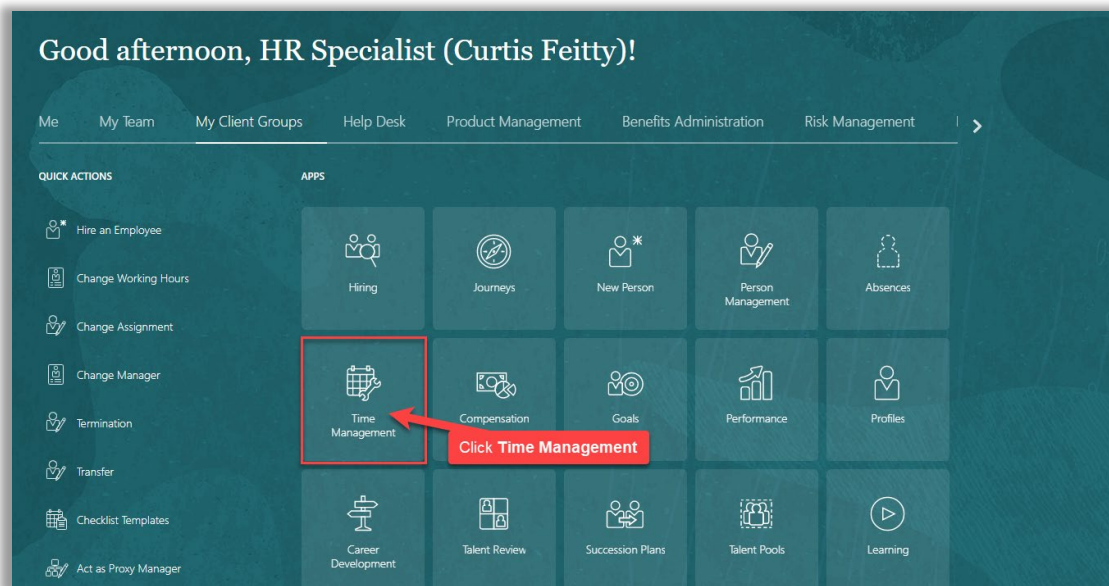 Good afternoon, HR Specialist (Curtis Feitty)!
Me My Team My Client Groups Help Desk Product Management Benefits Administration Risk Management
QUICK ACTIONS
APPS
Hire an Employee
Change Working Hours
Change Assignment
Change Manager
Termination
Transfer
Checklist Templates
Act as Proxy Manager
Hiring
Journeys
New Person
Person
Management
Absences
Time
Management
Compensation
Goals
Performance
Profiles
Click Time Management
Career
Development
Talent Review
Succession Plans
Talent Pools
Learning